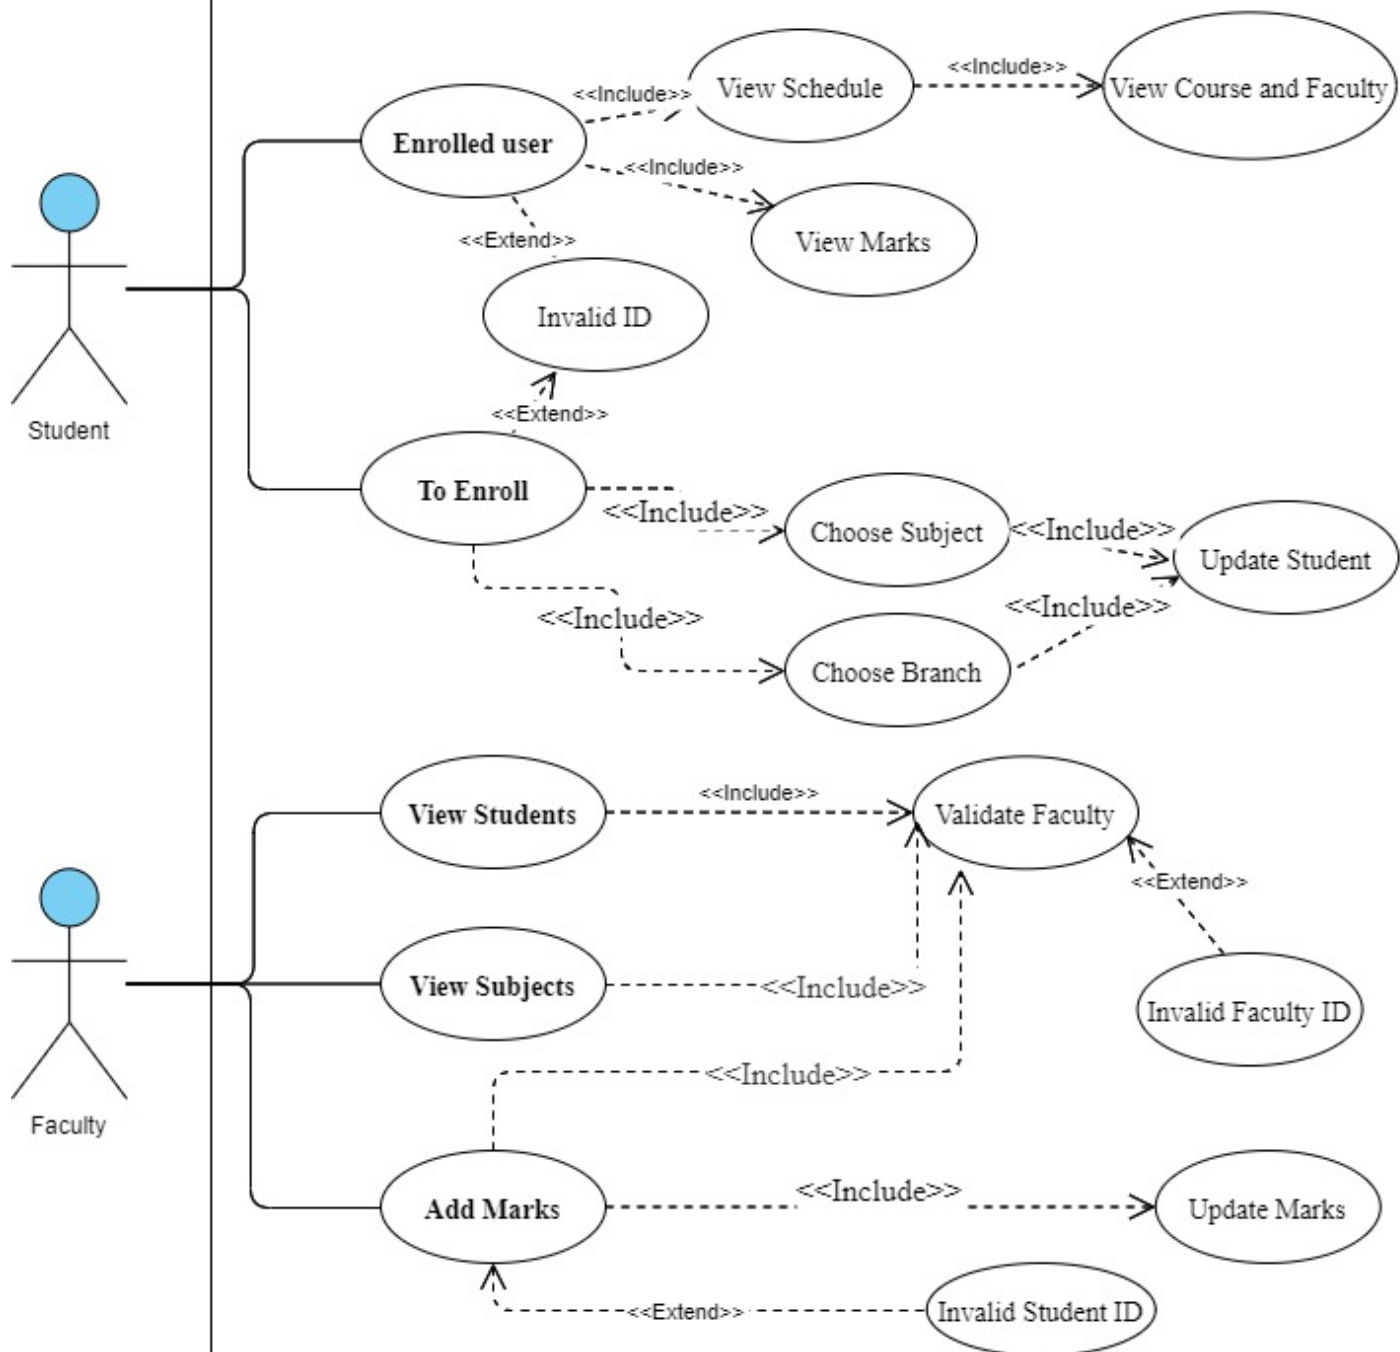 <<Include>>
View Schedule
<<Include>>
View Course and Faculty
Enrolled user
<<Include>>
View Marks
<<Extend>>
Invalid ID
Student
<<Extend>>
To Enroll
<<Include>>
Choose Subject
<<Include>>
Update Student
<<Include>>
<<Include>>
Choose Branch
View Students
<<Include>>
Validate Faculty
<<Extend>>
View Subjects
<<Include>>
Invalid Faculty ID
<<Include>>
Faculty
Add Marks
<<Include>>
Update Marks
<<Extend>>
Invalid Student ID